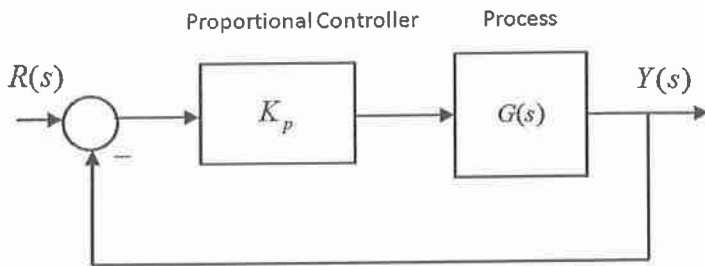 Proportional Controller Process
R(s) K_p G(s) Y(s)
−